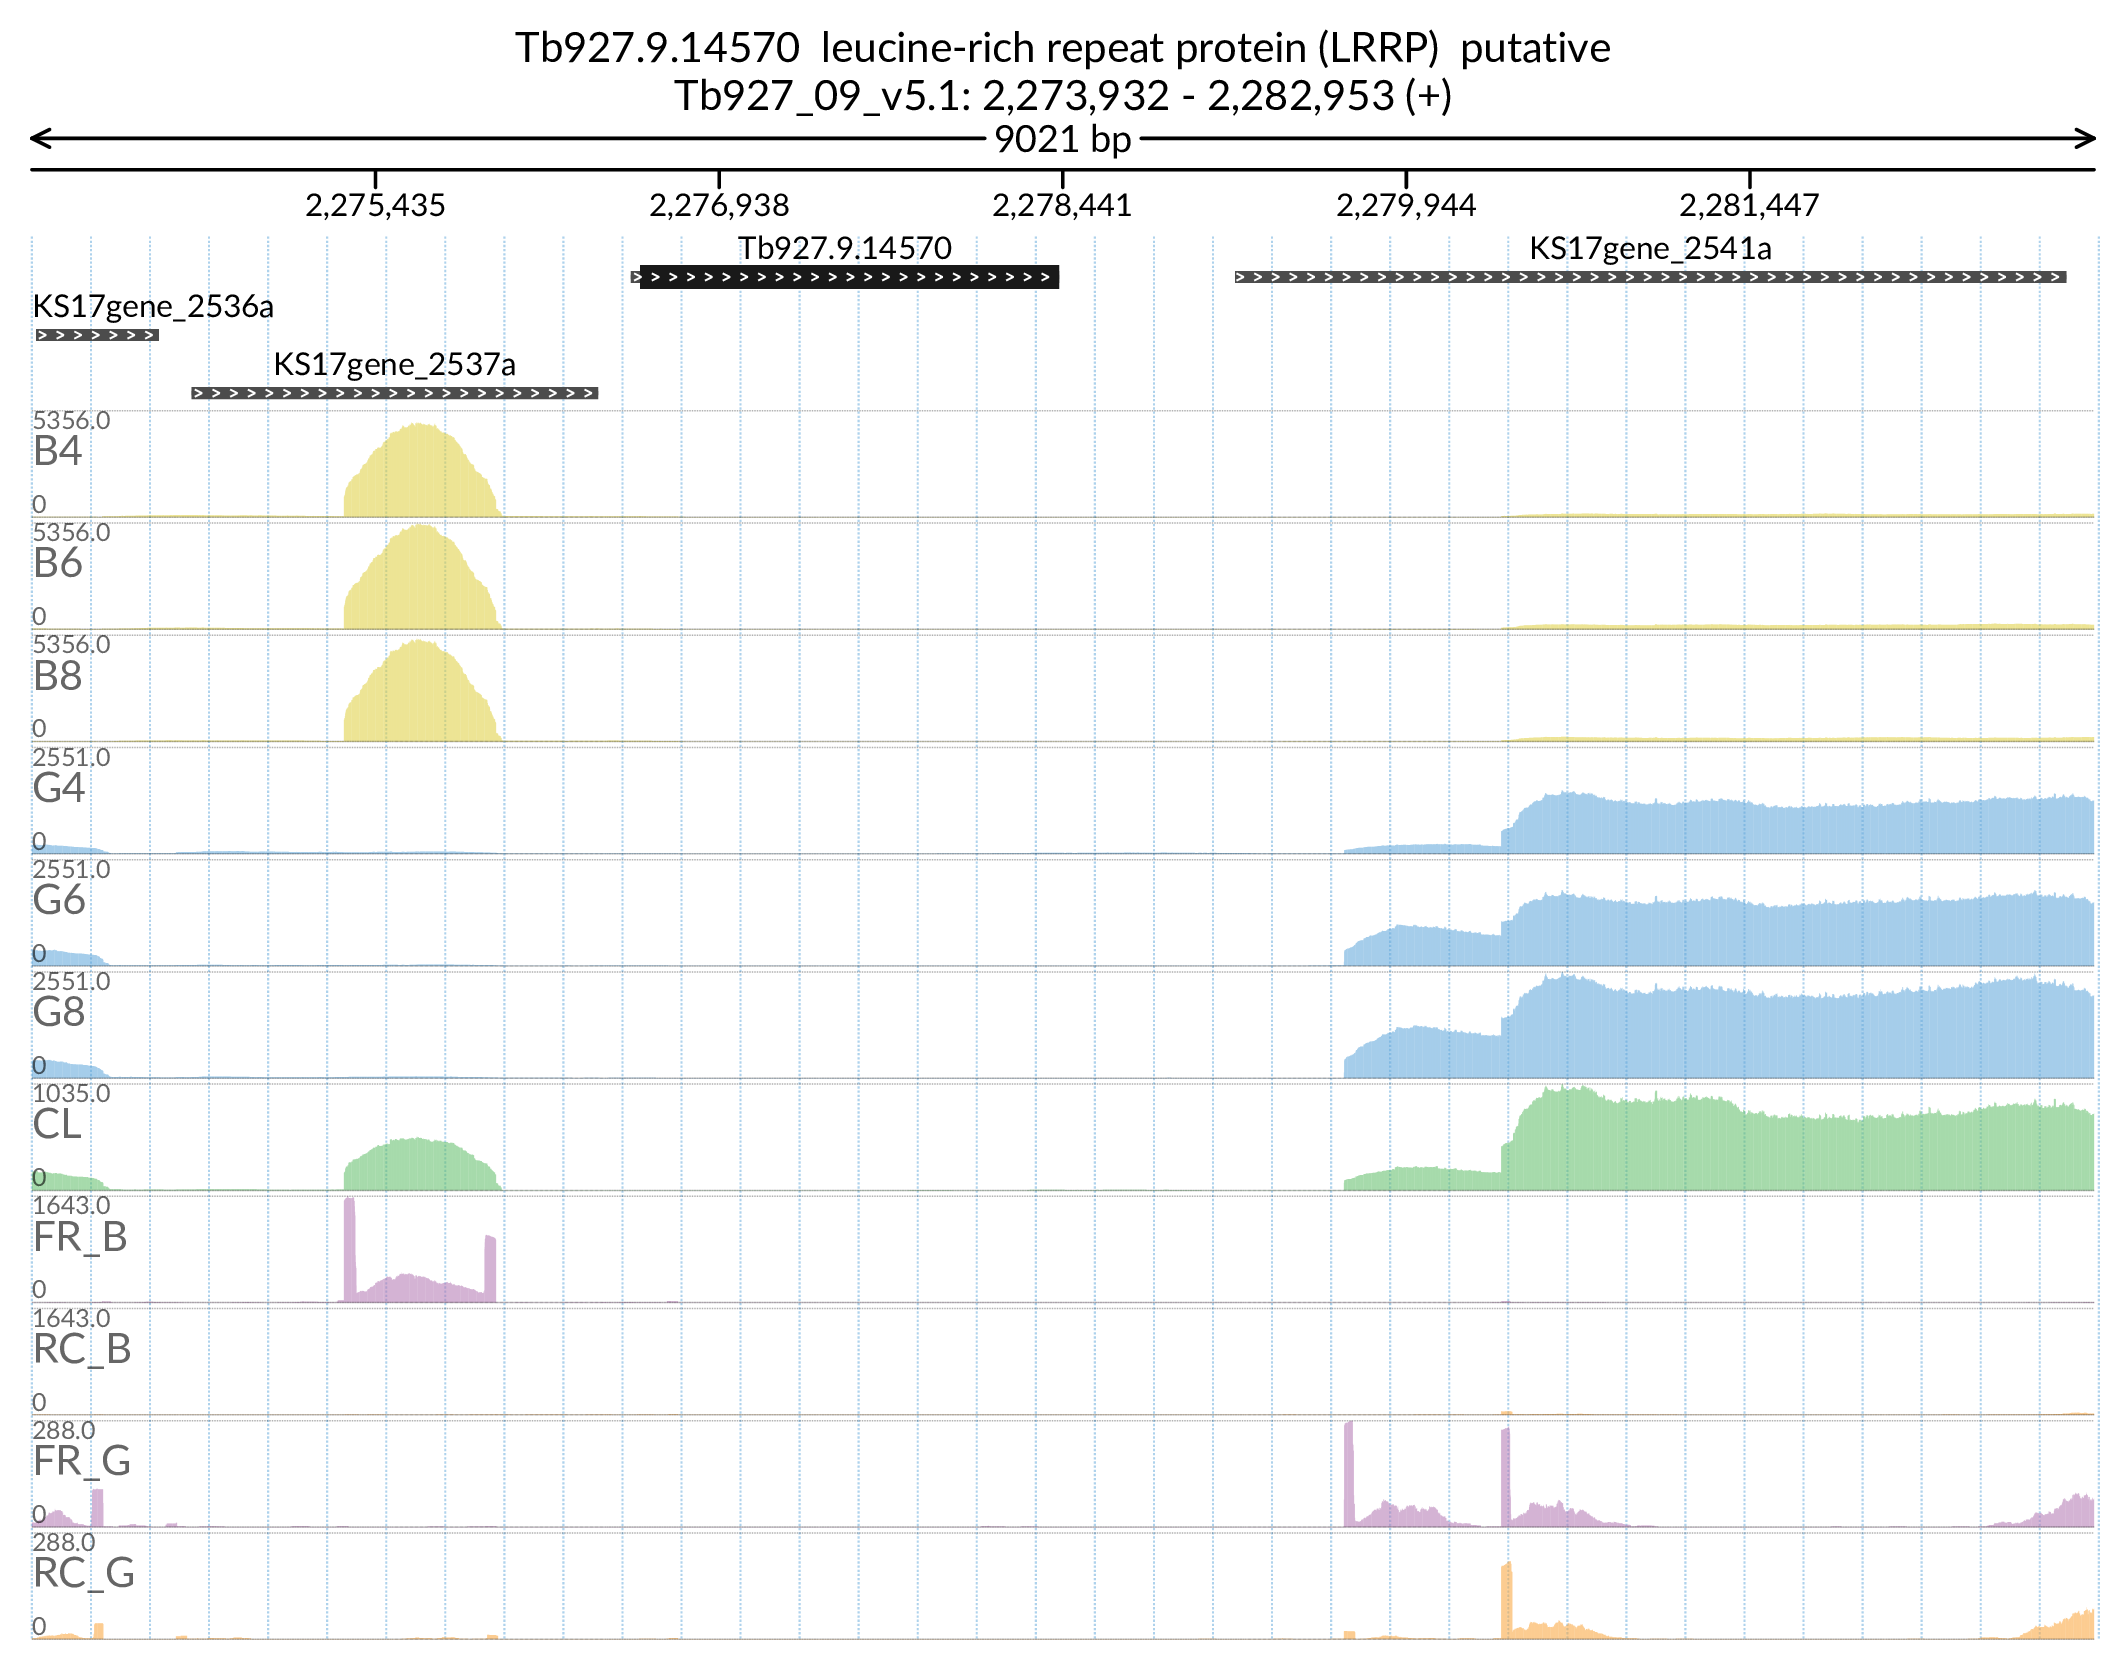 Tb927.9.14570 leucine-rich repeat protein (LRRP) putative
Tb927_09_v5.1: 2,273,932 - 2,282,953 (+)
9021 bp
2,275,435 2,276,938 2,278,441 2,279,944 2,281,447
Tb927.9.14570 KS17gene_2541a
KS17gene_2536a
KS17gene_2537a
5356.0
B4
0
5356.0
B6
0
5356.0
B8
0
2551.0
G4
0
2551.0
G6
0
2551.0
G8
0
1035.0
CL
0
1643.0
FR_B
0
1643.0
RC_B
0
288.0
FR_G
0
288.0
RC_G
0